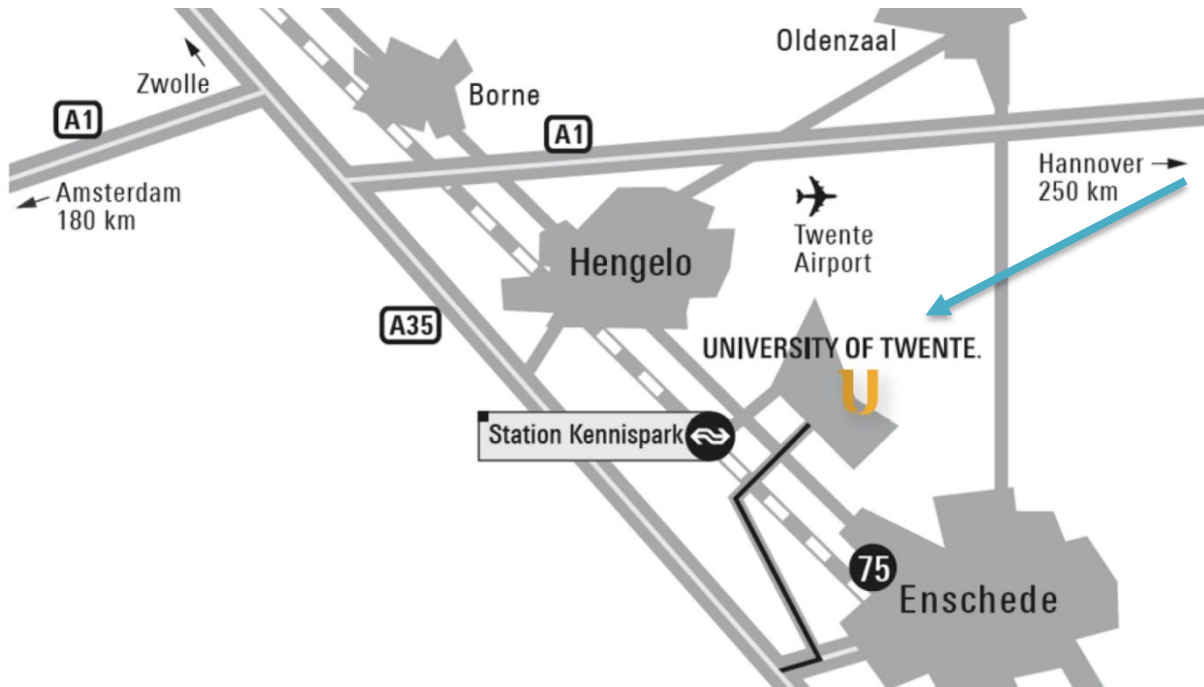 Oldenzaal
Zwolle
Borne
A1
A1
Hannover
250 km
Amsterdam
180 km
Twente
Airport
Hengelo
A35
UNIVERSITY OF TWENTE.
Station Kennispark
75
Enschede